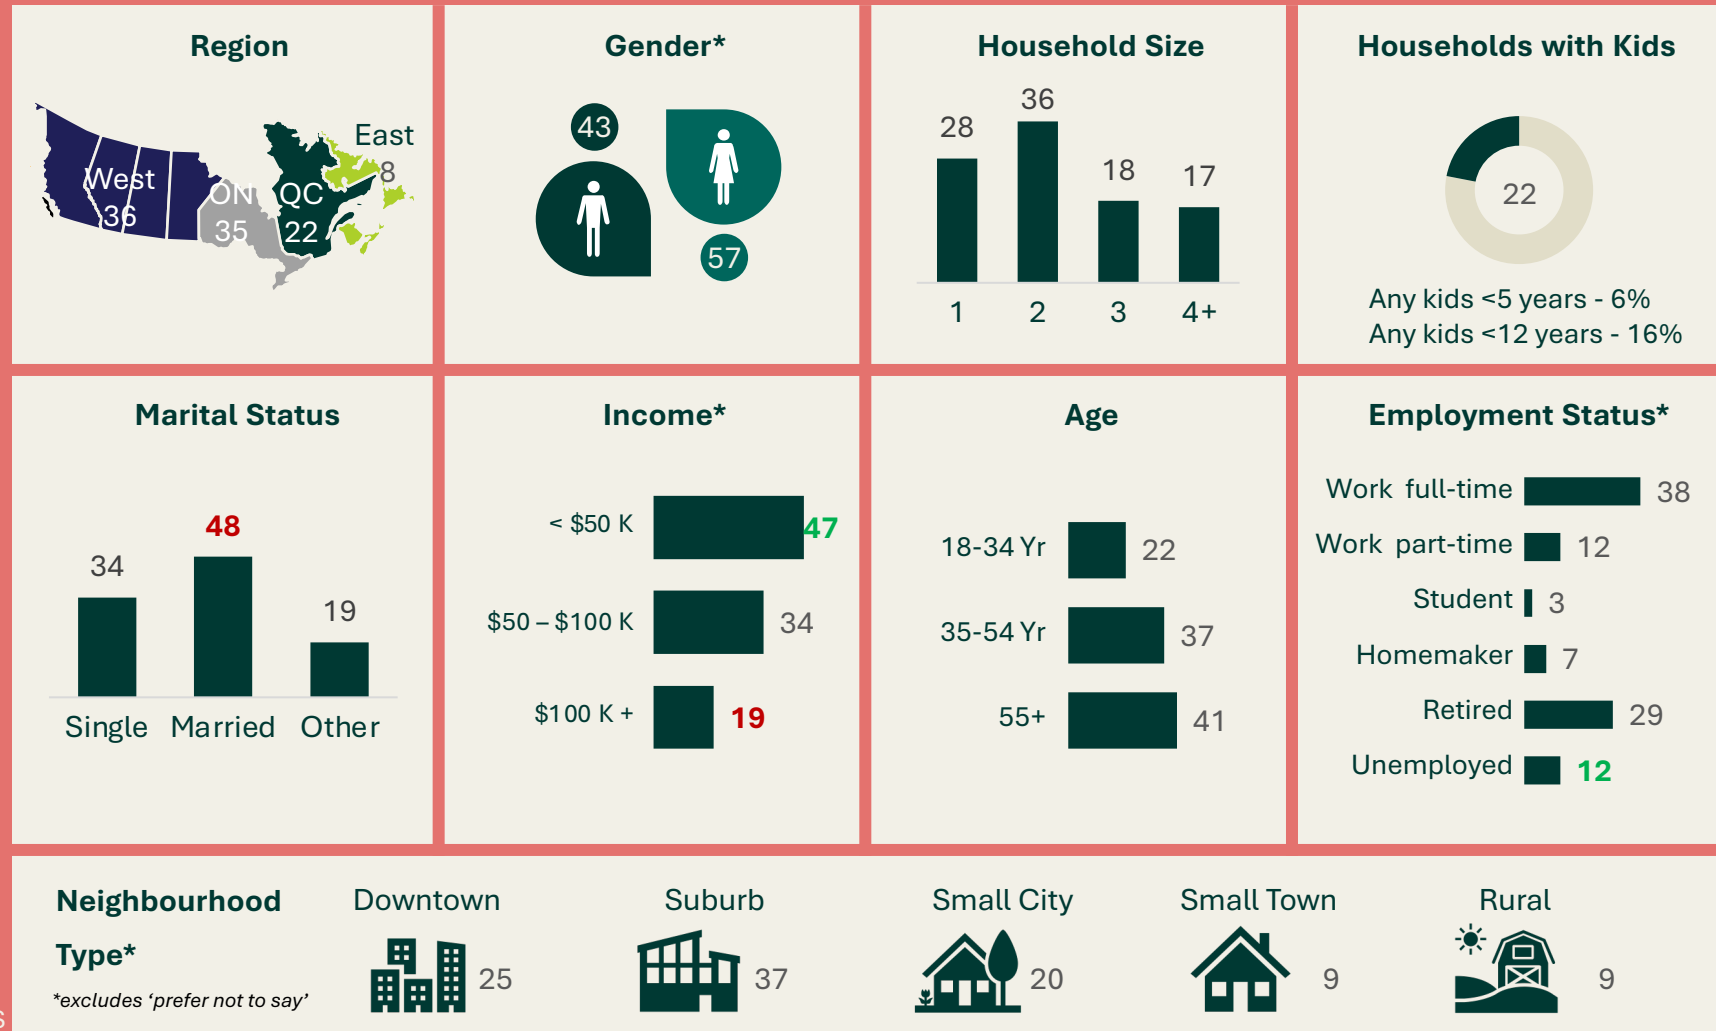 Region
East
8
West
36
ON
35
QC
22
Gender*
43
57
Household Size
28
36
18
17
1
2
3
4+
Households with Kids
22
Any kids <5 years - 6%
Any kids <12 years - 16%
Marital Status
34
48
19
Single
Married
Other
Income*
< $50 K
47
$50 – $100 K
34
$100 K +
19
Age
18-34 Yr
22
35-54 Yr
37
55+
41
Employment Status*
Work full-time
38
Work part-time
12
Student
3
Homemaker
7
Retired
29
Unemployed
12
Neighbourhood
Type*
*excludes ‘prefer not to say’
Downtown
25
Suburb
37
Small City
20
Small Town
9
Rural
9